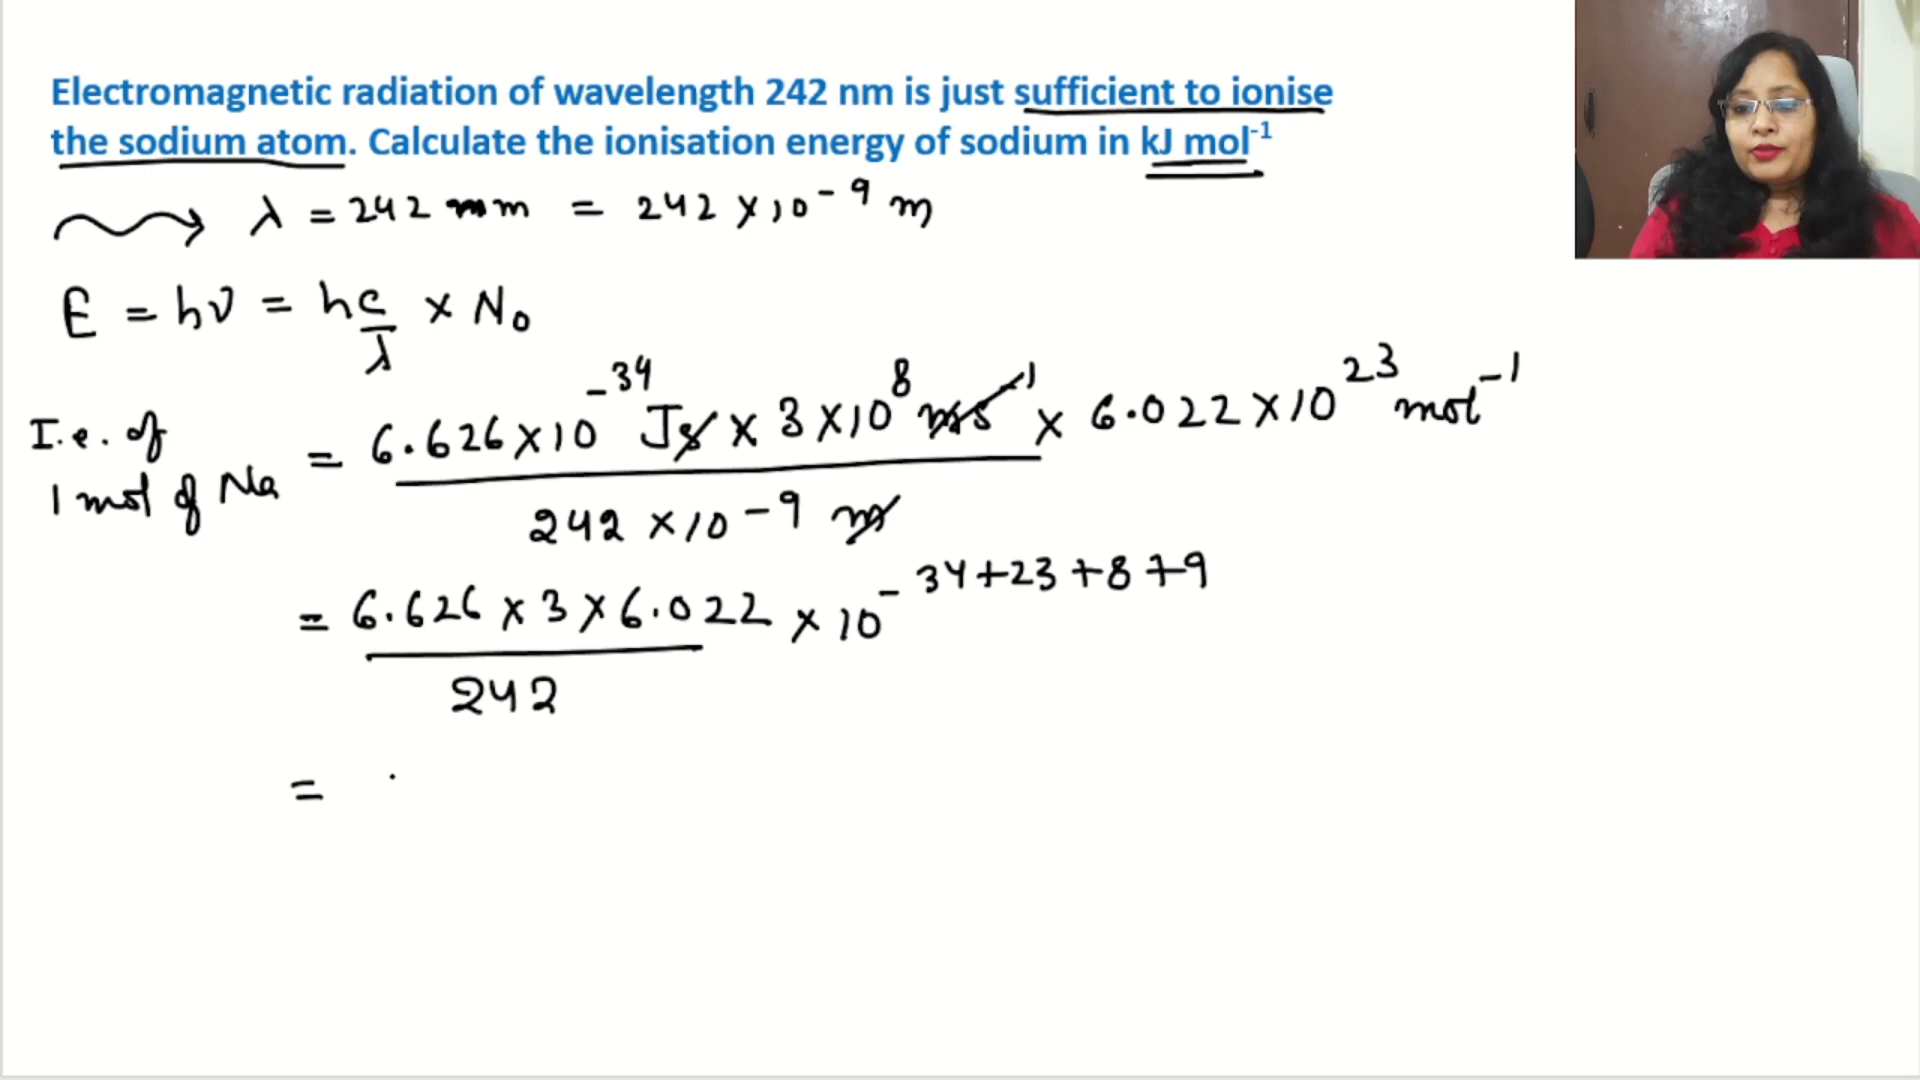 Electromagnetic radiation of wavelength 242 nm is just sufficient to ionise
the sodium atom. Calculate the ionisation energy of sodium in kJ mol⁻¹
λ = 242 nm = 242 × 10⁻⁹ m
E = hν = hc/λ × N₀
I.e. of
1 mol of Na
= 6.626 × 10⁻³⁴ Js × 3 × 10⁸ ms⁻¹ × 6.022 × 10²³ mol⁻¹
242 × 10⁻⁹ m
= 6.626 × 3 × 6.022 × 10⁻³⁴⁺²³⁺⁸⁺⁹
242
=